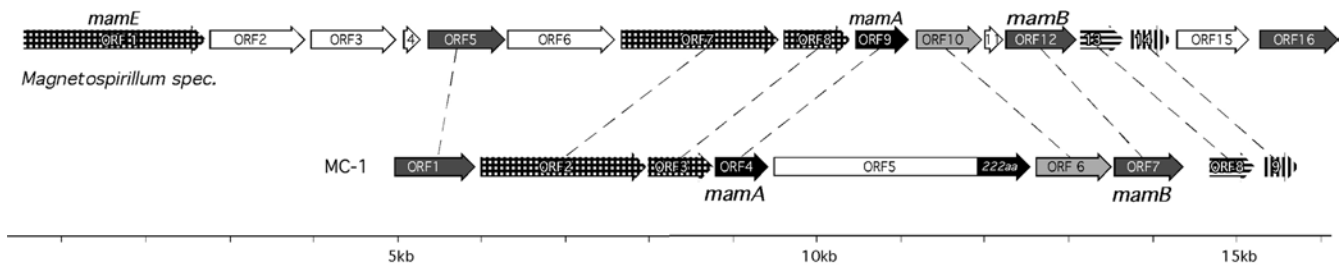 mamE mamA mamB
ORF 1 ORF2 ORF3 4 ORF5 ORF6 ORF7 ORF8 ORF9 ORF10 11 ORF12 13 14 ORF15 ORF16
Magnetospirillum spec.
MC-1 ORF1 ORF2 ORF3 ORF4 ORF5 222aa ORF 6 ORF7 ORF8 9
mamA mamB
5kb 10kb 15kb